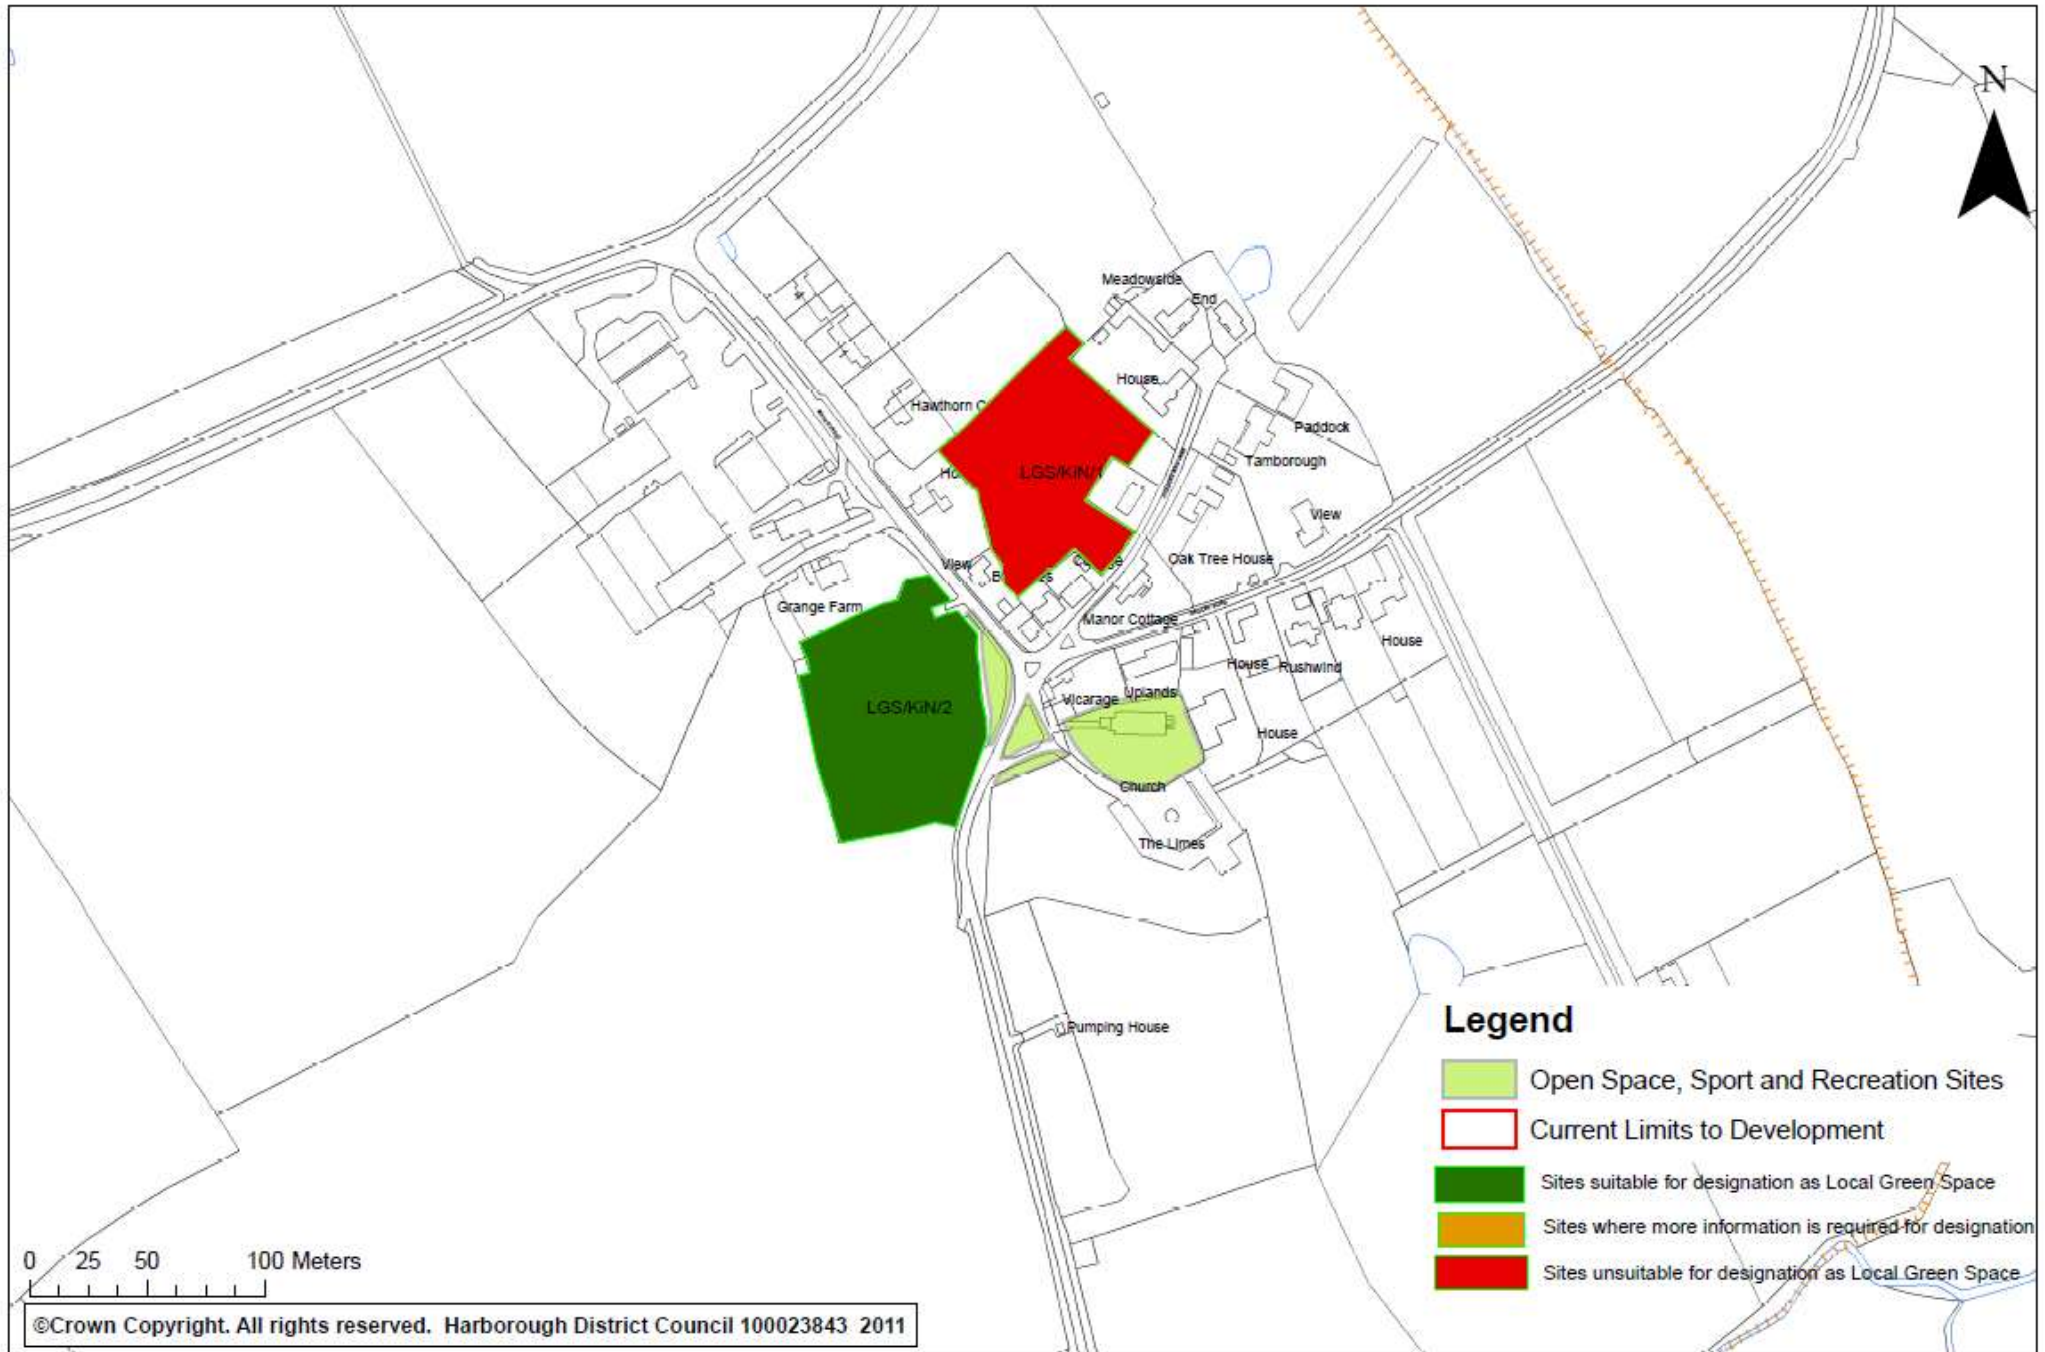 N
Meadowside
End
House
Hawthorn C
Paddock
Tamborough
LGS/KiN/1
Ho
View
Oak Tree House
View
Grange Farm
Manor Cottage
House
House
Rushwind
Vicarage
Uplands
LGS/KiN/2
House
Church
The Limes
Pumping House
Legend
Open Space, Sport and Recreation Sites
Current Limits to Development
Sites suitable for designation as Local Green Space
Sites where more information is required for designation
Sites unsuitable for designation as Local Green Space
0 25 50 100 Meters
©Crown Copyright. All rights reserved. Harborough District Council 100023843 2011